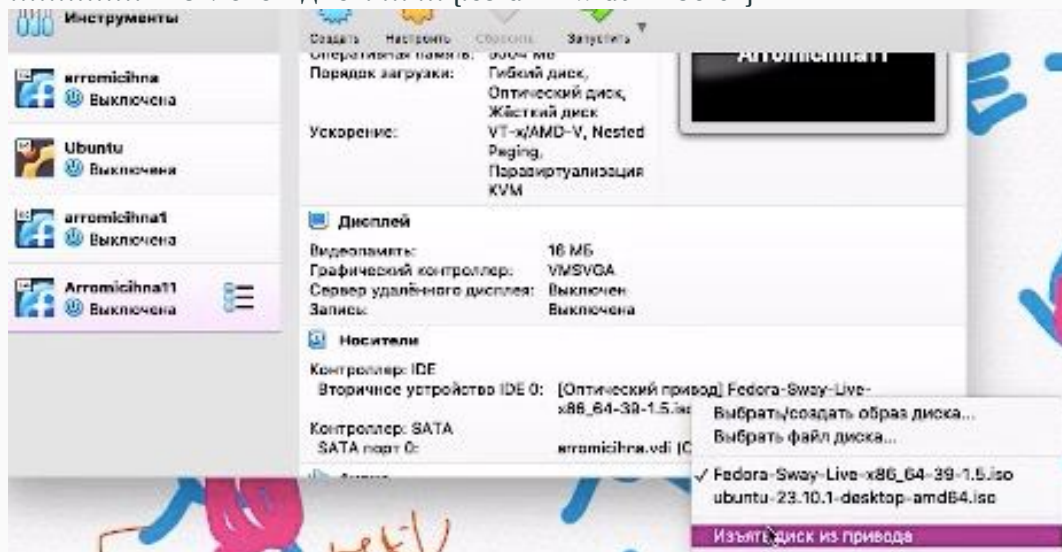 Инструменты
Создать Настроить Сбросить Запустить
Оперативная память:
Порядок загрузки: Гибкий
диск,
Оптический диск,
Жёсткий диск
Ускорение: VT-x/AMD-V, Nested
Paging,
Паравиртуализация
KVM
Arromicihna11
arromicihna
Выключена
Ubuntu
Выключена
arromicihna1
Выключена
Arromicihna11
Выключена
Дисплей
Видеопамять: 16 МБ
Графический контроллер: VMSVGA
Сервер удалённого дисплея: Выключен
Запись: Выключена
Носители
Контроллер: IDE
Вторичное устройство IDE 0: [Оптический привод] Fedora-Sway-Live-
x86_64-39-1.5.iso
Контроллер: SATA
SATA порт 0: arromicihna.vdi
Выбрать/создать образ диска...
Выбрать файл диска...
✓ Fedora-Sway-Live-x86_64-39-1.5.iso
ubuntu-23.10.1-desktop-amd64.iso
Изъять диск из привода